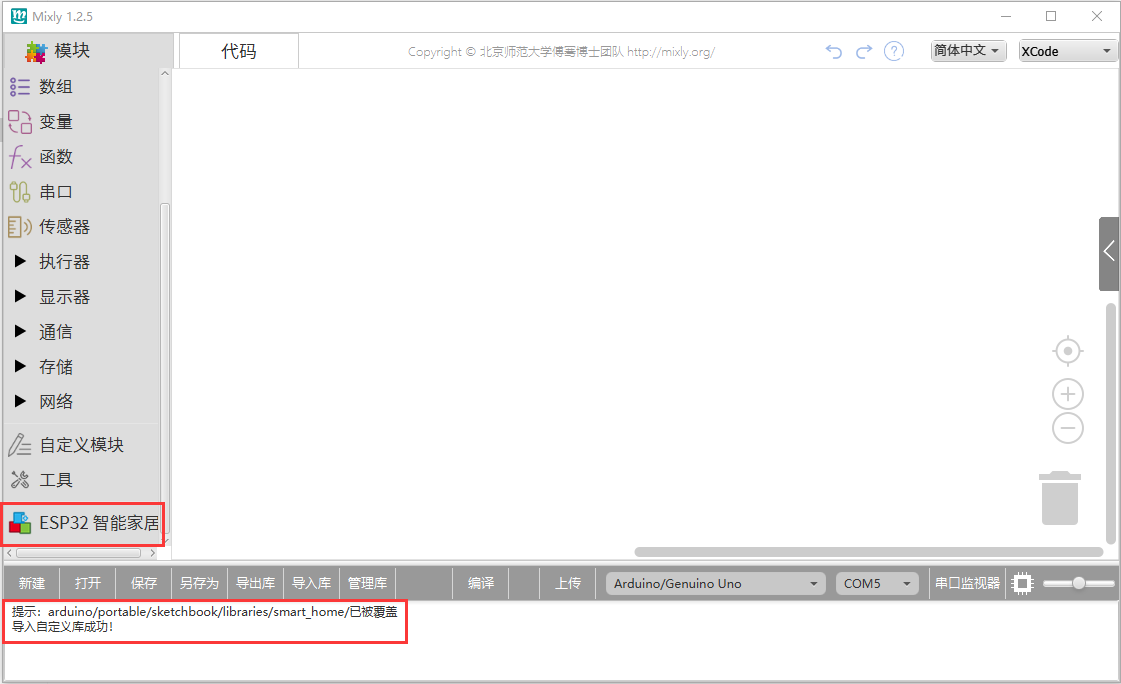 Mixly 1.2.5
模块
代码
Copyright © 北京师范大学傅骞博士团队 http://mixly.org/
?
简体中文
XCode
数组
变量
函数
串口
传感器
执行器
显示器
通信
存储
网络
自定义模块
工具
ESP32 智能家居
新建
打开
保存
另存为
导出库
导入库
管理库
编译
上传
Arduino/Genuino Uno
COM5
串口监视器
提示：arduino/portable/sketchbook/libraries/smart_home/已被覆盖
导入自定义库成功！